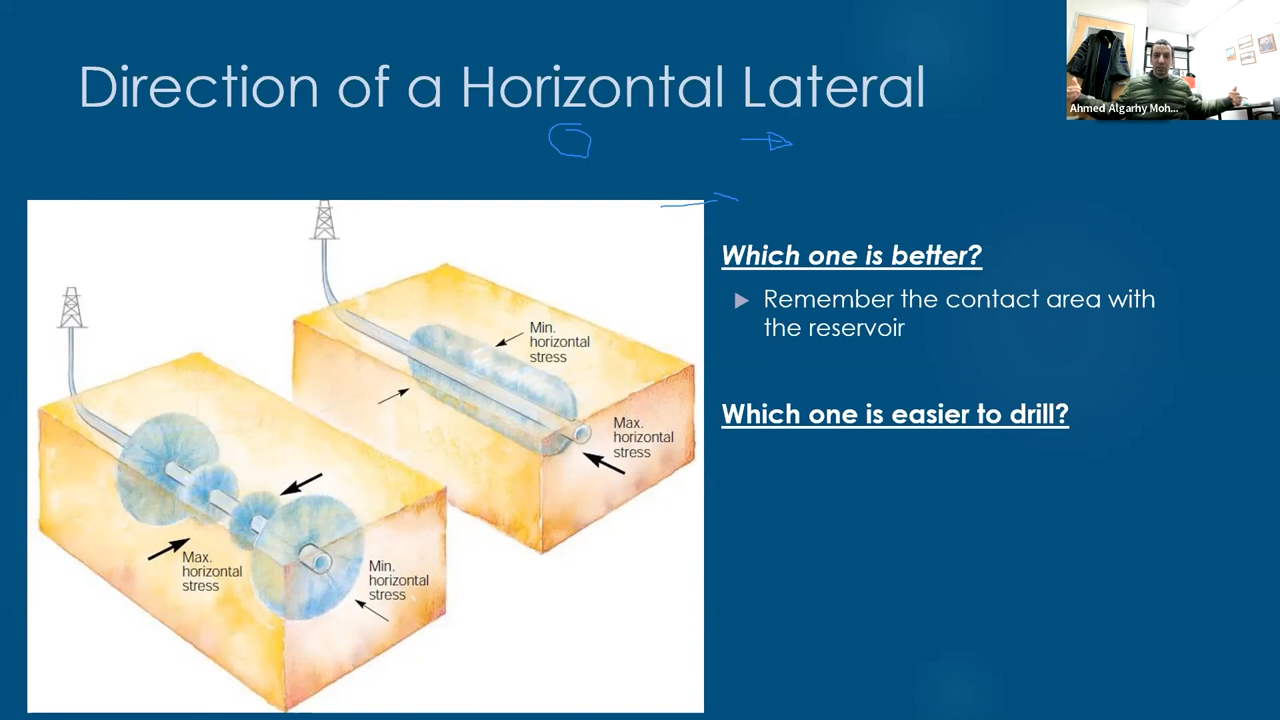 Direction of a Horizontal Lateral
Ahmed Algarhy Moh...
Min.
horizontal
stress
Max.
horizontal
stress
Max.
horizontal
stress
Min.
horizontal
stress
Which one is better?
Remember the contact area with
the reservoir
Which one is easier to drill?